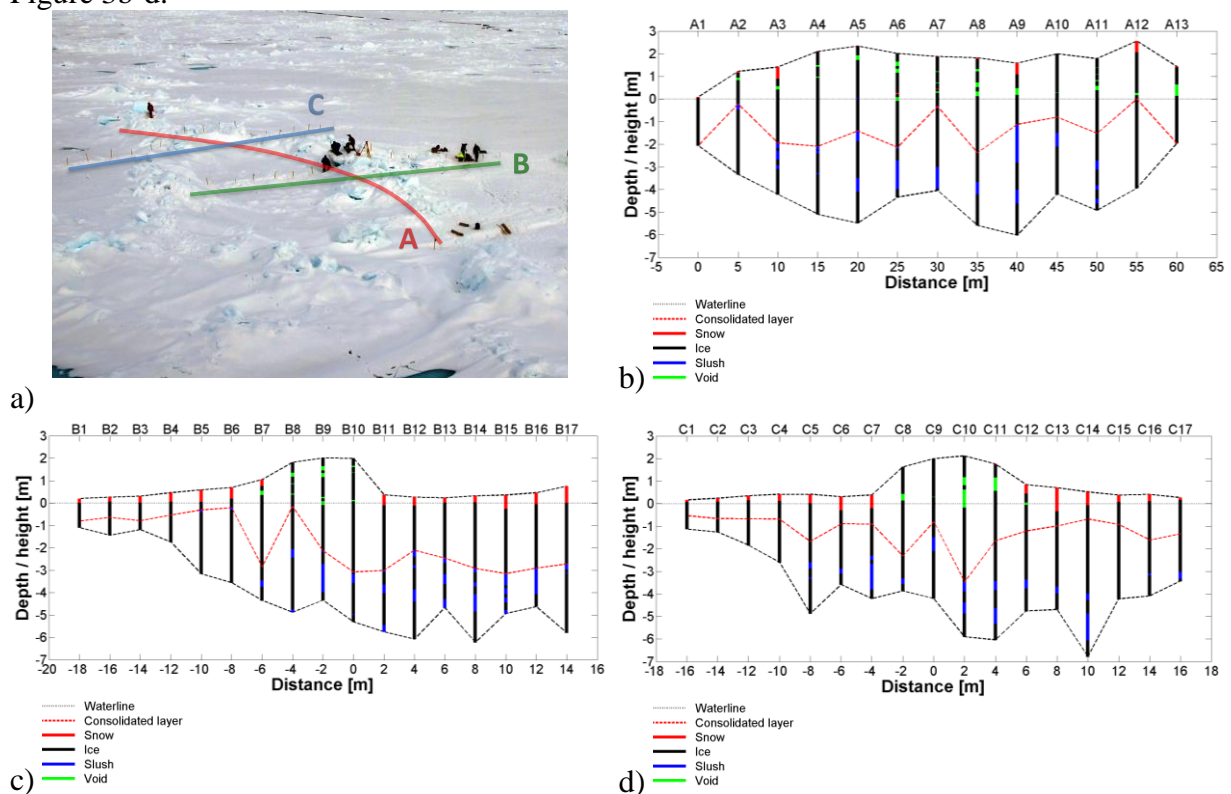 Figure 3b-d.
C
B
A
a)
A1 A2 A3 A4 A5 A6 A7 A8 A9 A10 A11 A12 A13
3
2
1
0
-1
-2
-3
-4
-5
-6
-7
Depth / height [m]
-5 0 5 10 15 20 25 30 35 40 45 50 55 60 65
Distance [m]
Waterline
Consolidated layer
Snow
Ice
Slush
Void
b)
B1 B2 B3 B4 B5 B6 B7 B8 B9 B10 B11 B12 B13 B14 B15 B16 B17
3
2
1
0
-1
-2
-3
-4
-5
-6
-7
Depth / height [m]
-20 -18 -16 -14 -12 -10 -8 -6 -4 -2 0 2 4 6 8 10 12 14 16
Distance [m]
Waterline
Consolidated layer
Snow
Ice
Slush
Void
c)
C1 C2 C3 C4 C5 C6 C7 C8 C9 C10 C11 C12 C13 C14 C15 C16 C17
3
2
1
0
-1
-2
-3
-4
-5
-6
-7
Depth / height [m]
-18 -16 -14 -12 -10 -8 -6 -4 -2 0 2 4 6 8 10 12 14 16 18
Distance [m]
Waterline
Consolidated layer
Snow
Ice
Slush
Void
d)